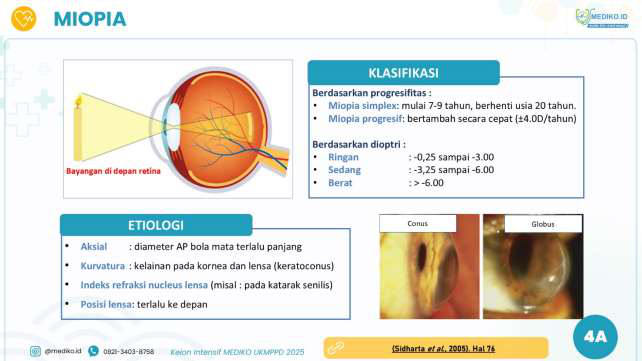 MIOPIA
MEDIKO.ID
KLASIFIKASI
Berdasarkan progresifitas :
• Miopia simplex: mulai 7-9 tahun, berhenti usia 20 tahun.
• Miopia progresif: bertambah secara cepat (±4.0D/tahun)
Berdasarkan dioptri :
• Ringan : -0,25 sampai -3.00
• Sedang : -3,25 sampai -6.00
• Berat : > -6.00
Bayangan di depan retina
ETIOLOGI
• Aksial : diameter AP bola mata terlalu panjang
• Kurvatura : kelainan pada kornea dan lensa (keratoconus)
• Indeks refraksi nucleus lensa (misal : pada katarak senilis)
• Posisi lensa: terlalu ke depan
Conus
Globus
4A
@mediko.id
0821-3403-8758
Kelon Intensif MEDIKO UKMPPD 2025
(Sidharta et al., 2005). Hal 76